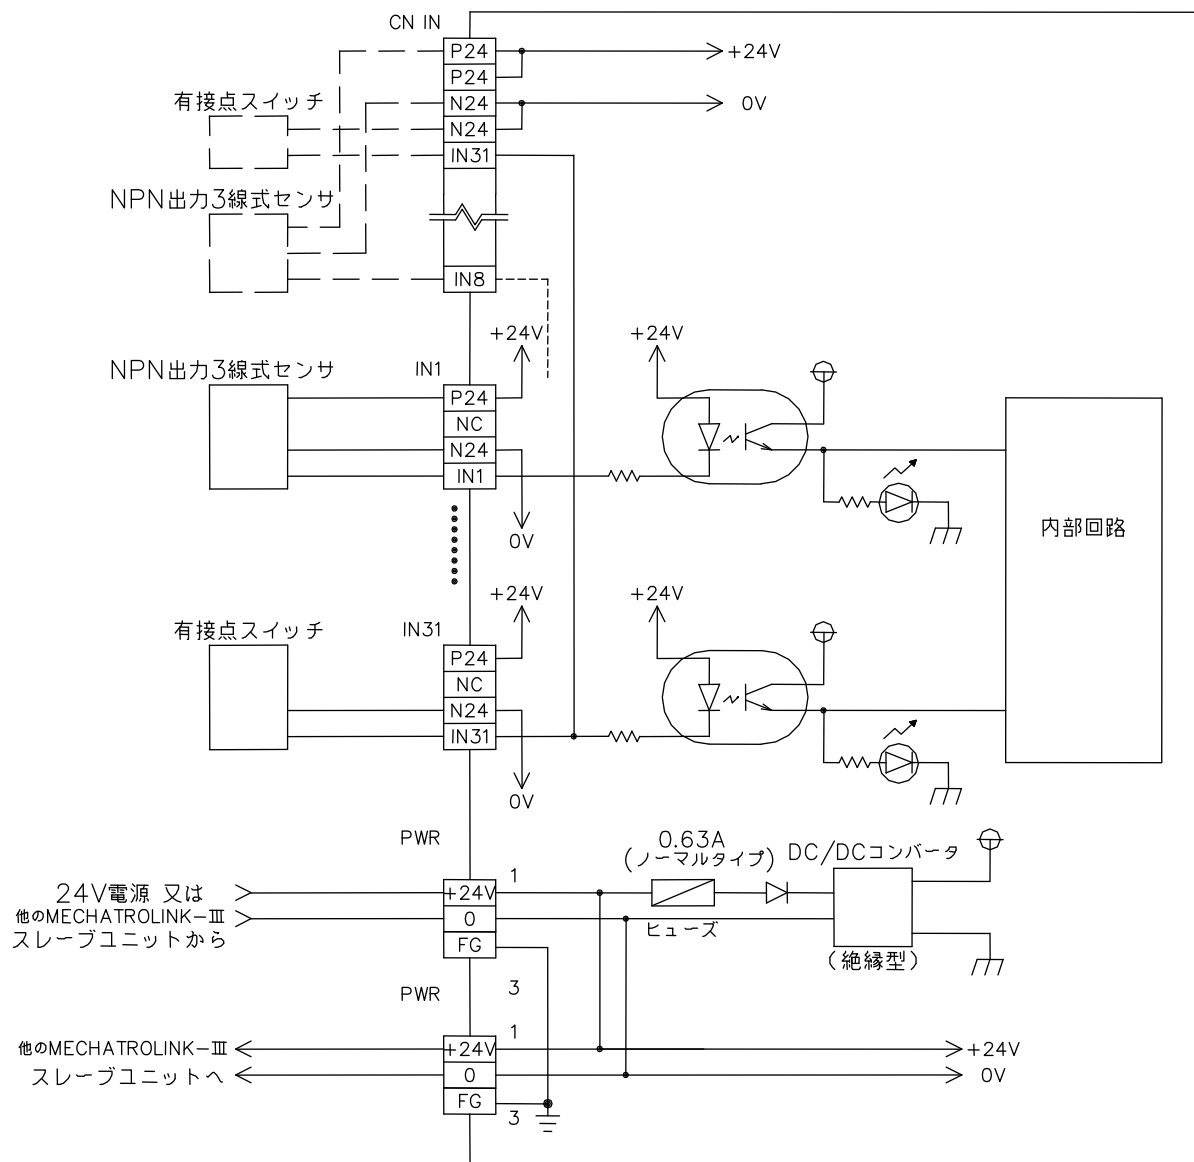 CN IN
P24
+24V
P24
有接点スイッチ
N24
0V
N24
IN31
NPN出力3線式センサ
IN8
+24V
+24V
NPN出力3線式センサ
IN1
P24
NC
N24
IN1
0V
内部回路
+24V
+24V
有接点スイッチ
IN31
P24
NC
N24
IN31
0V
PWR
0.63A
(ノーマルタイプ)
DC/DCコンバータ
1
24V電源 又は
+24V
他のMECHATROLINK-Ⅲ
0
ヒューズ
スレーブユニットから
FG
(絶縁型)
3
PWR
1
他のMECHATROLINK-Ⅲ
+24V
+24V
スレーブユニットへ
0
0V
FG
3